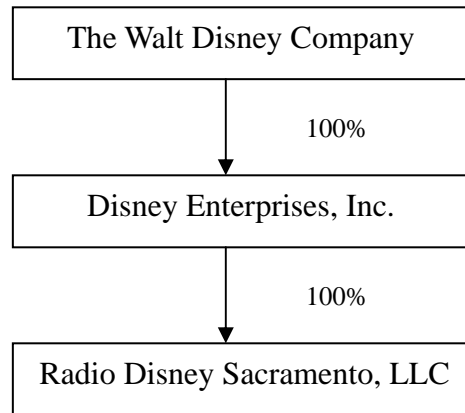 The Walt Disney Company
100%
Disney Enterprises, Inc.
100%
Radio Disney Sacramento, LLC